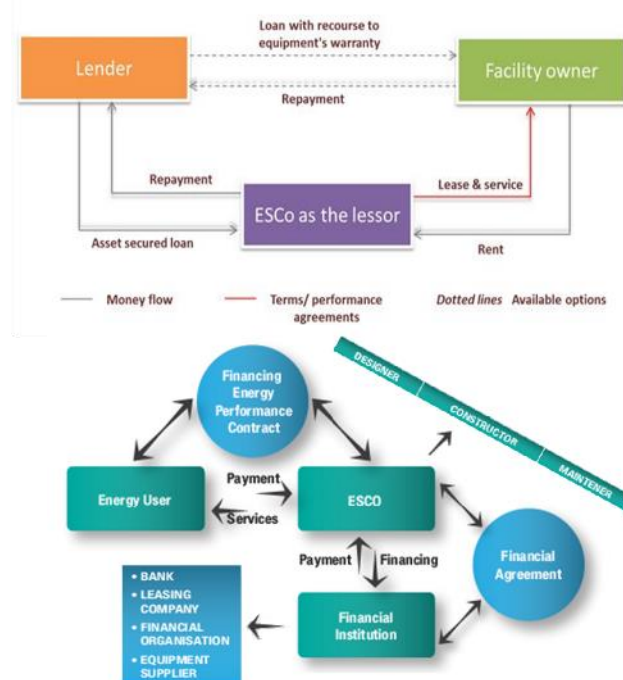 Loan with recourse to
equipment's warranty
Lender
Facility owner
Repayment
Repayment
Lease & service
ESCo as the lessor
Asset secured loan
Rent
Money flow
Terms/ performance
agreements
Dotted lines Available options
DESIGNER
CONSTRUCTOR
MAINTENER
Financing
Energy
Performance
Contract
Energy User
Payment
Services
ESCO
Payment
Financing
Financial
Agreement
• BANK
• LEASING
COMPANY
• FINANCIAL
ORGANISATION
• EQUIPMENT
SUPPLIER
Financial
Institution